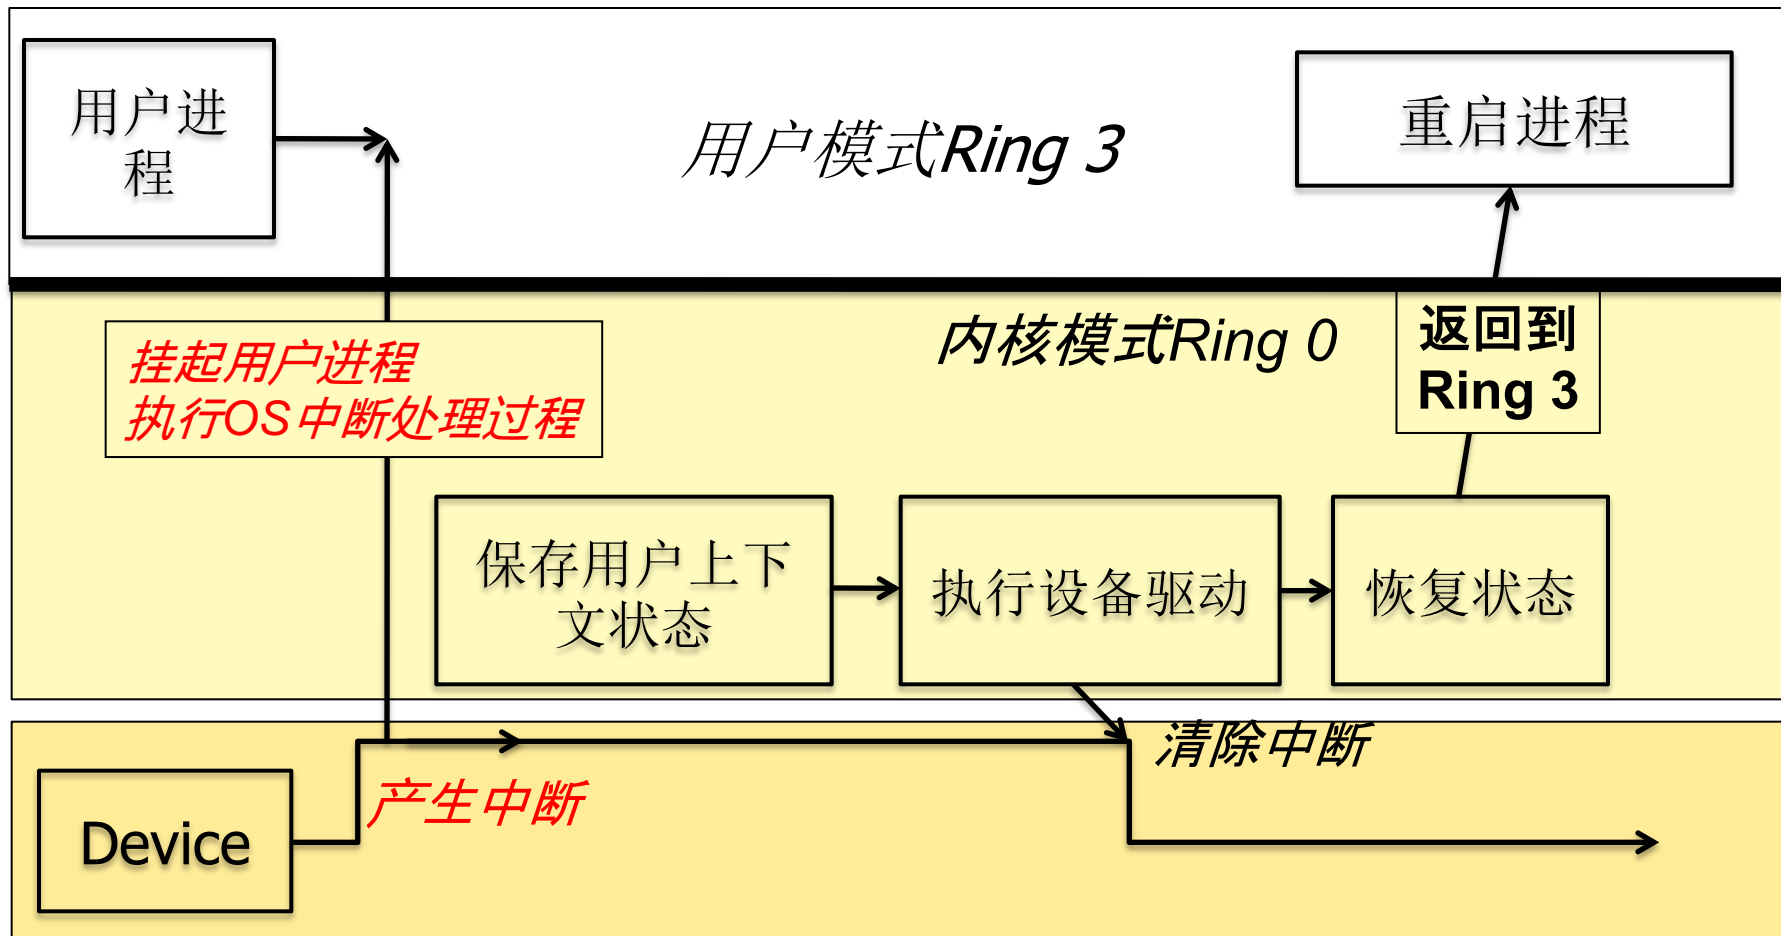 用户进
程
用户模式Ring 3
重启进程
挂起用户进程
执行OS中断处理过程
内核模式Ring 0
返回到
Ring 3
保存用户上下
文状态
执行设备驱动
恢复状态
Device
产生中断
清除中断